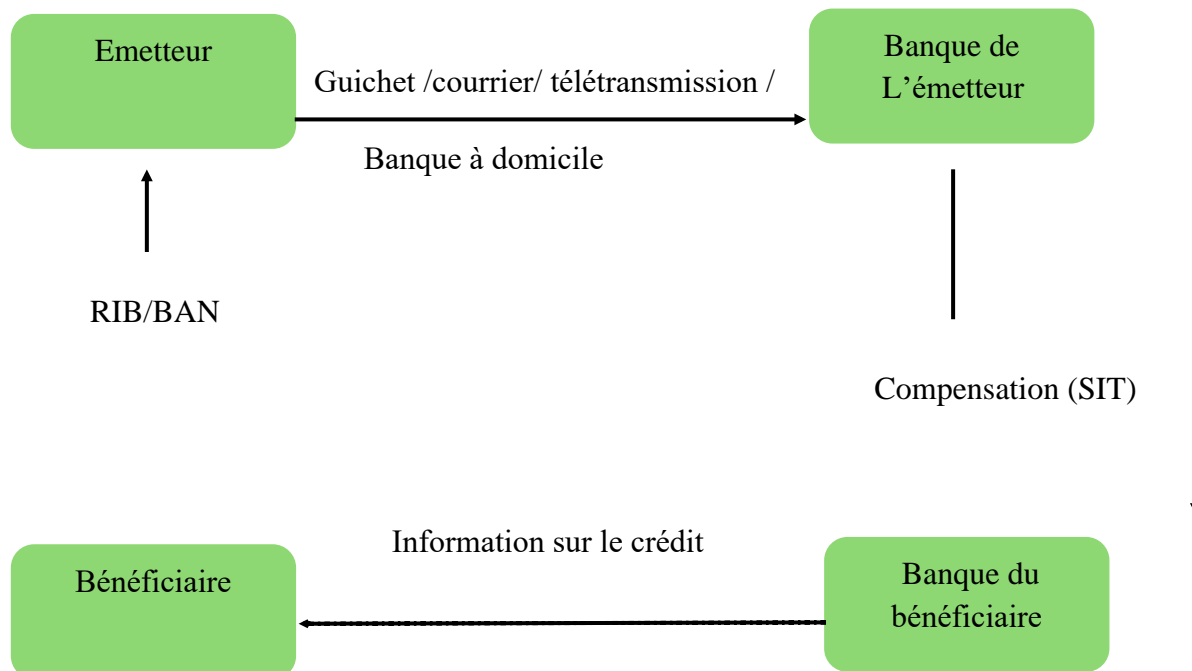 Emetteur
Banque de
L’émetteur
Guichet /courrier/ télétransmission /
Banque à domicile
RIB/BAN
Compensation (SIT)
Information sur le crédit
Bénéficiaire
Banque du
bénéficiaire